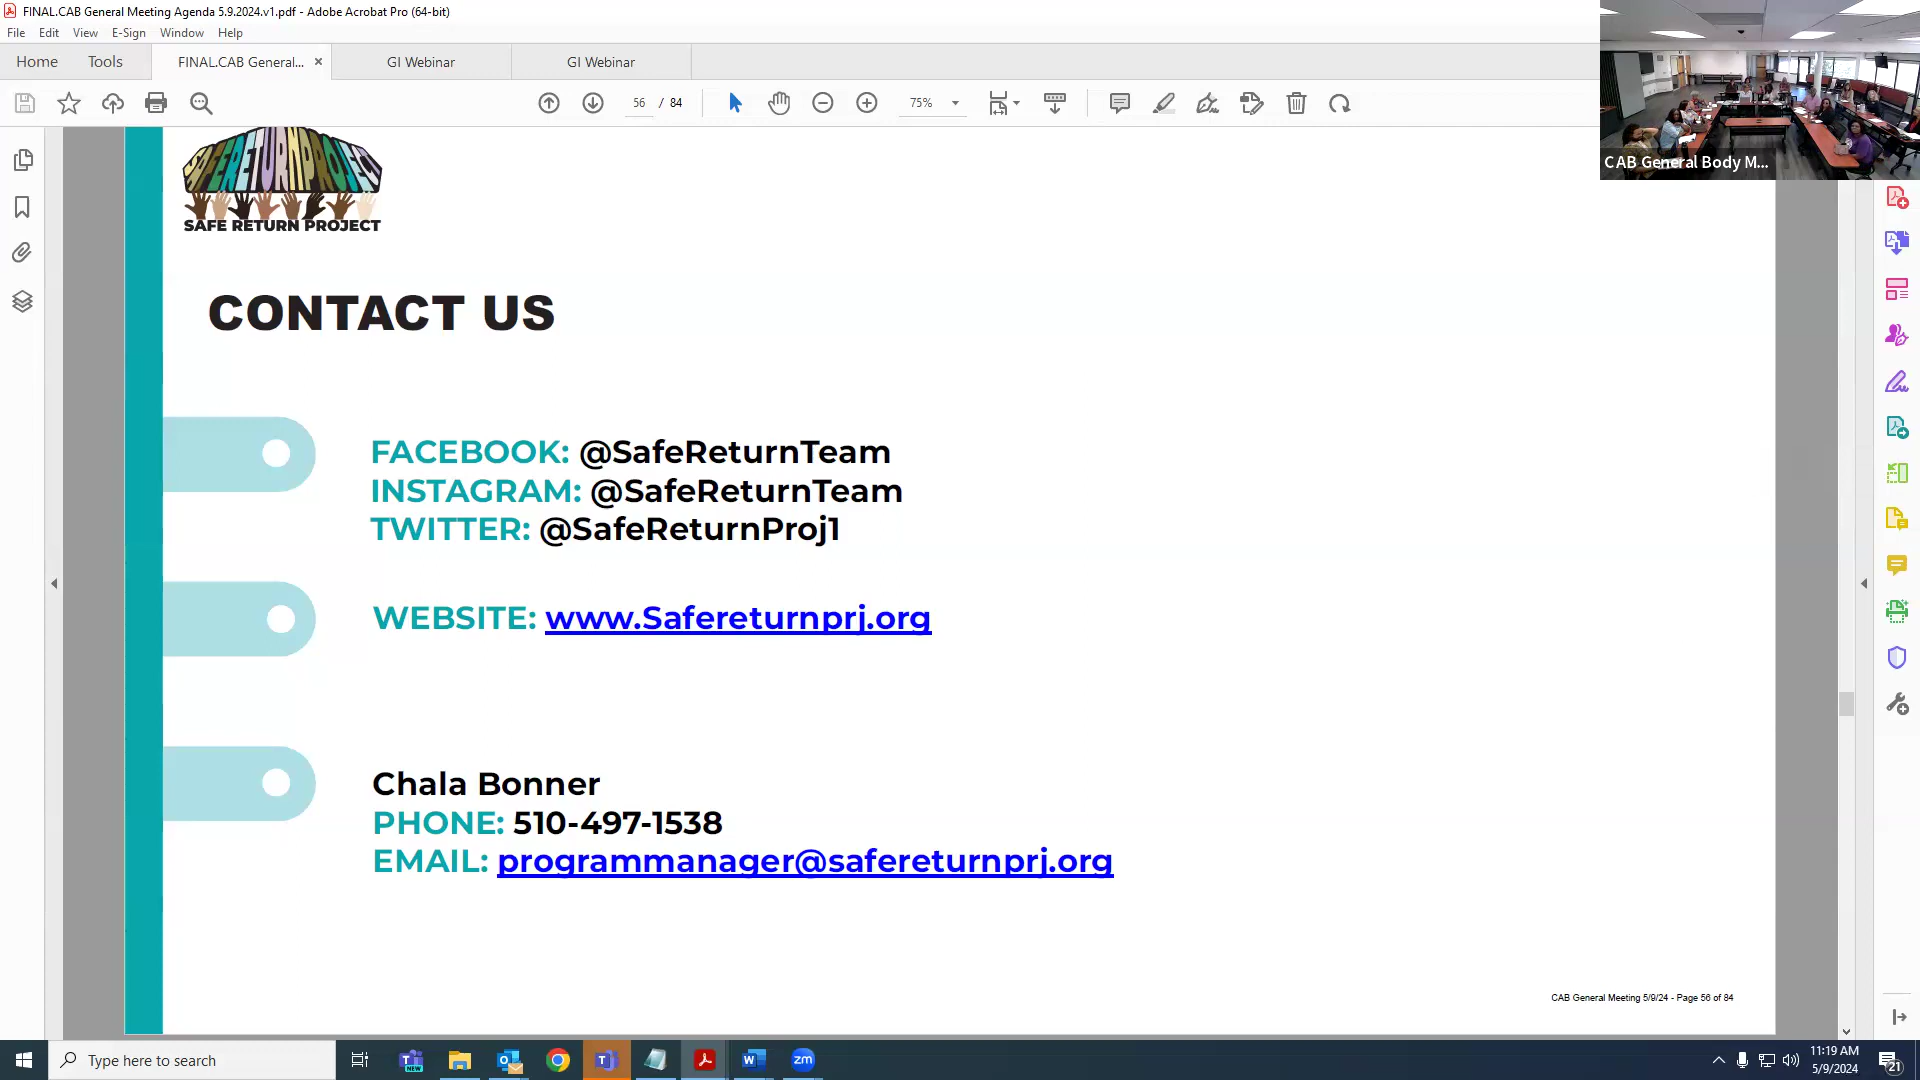 FINAL.CAB General Meeting Agenda 5.9.2024.v1.pdf - Adobe Acrobat Pro (64-bit)
File Edit View E-Sign Window Help
Home Tools FINAL.CAB General... × GI Webinar GI Webinar
56 / 84 75%
CAB General Body M...
SAFERETURNPROJECT
SAFE RETURN PROJECT
CONTACT US
FACEBOOK: @SafeReturnTeam
INSTAGRAM: @SafeReturnTeam
TWITTER: @SafeReturnProj1
WEBSITE: www.Safereturnprj.org
Chala Bonner
PHONE: 510-497-1538
EMAIL: programmanager@safereturnprj.org
CAB General Meeting 5/9/24 - Page 56 of 84
Type here to search
T NEW
T
W
zm
11:19 AM
5/9/2024
21